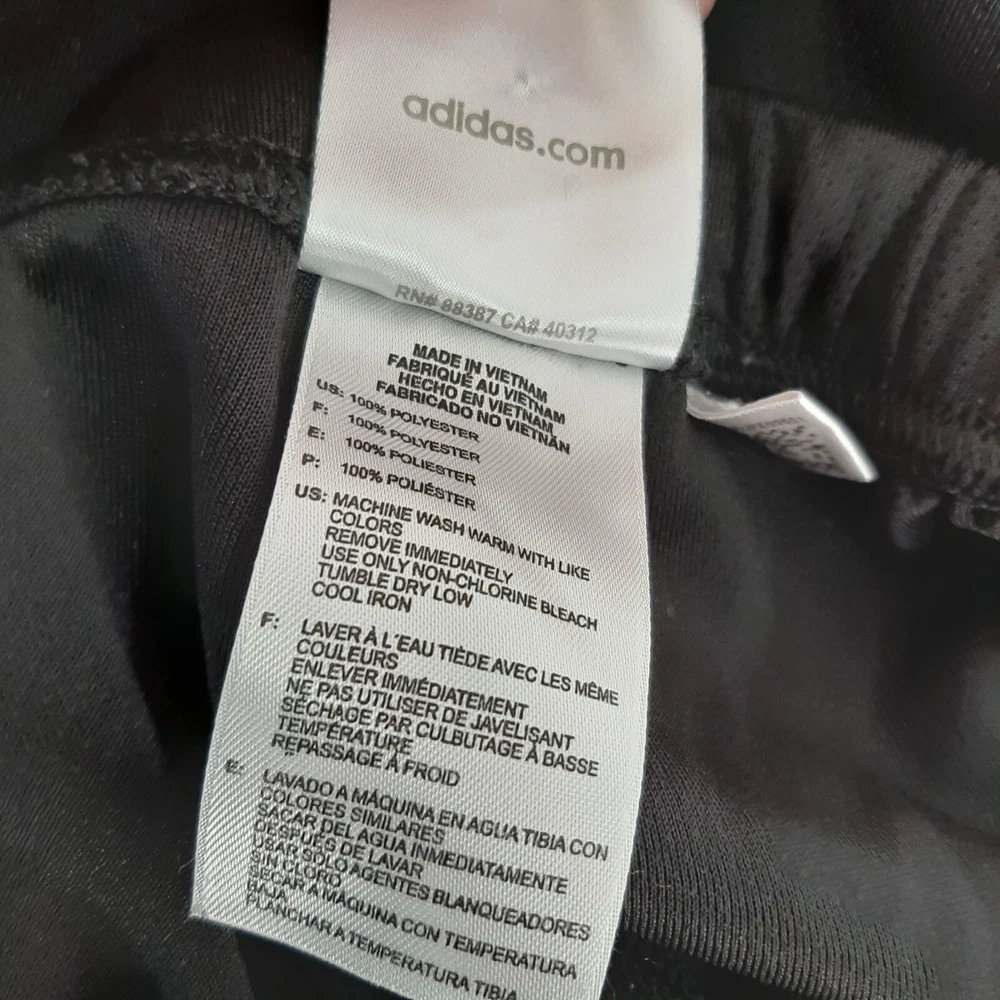 adidas.com
RN# 88387 CA# 40312
MADE IN VIETNAM
FABRIQUÉ AU VIETNAM
HECHO EN VIETNAM
FABRICADO NO VIETNÃN
US: 100% POLYESTER
F: 100% POLYESTER
E: 100% POLIESTER
P: 100% POLIÉSTER
US: MACHINE WASH WARM WITH LIKE
COLORS
REMOVE IMMEDIATELY
USE ONLY NON-CHLORINE BLEACH
TUMBLE DRY LOW
COOL IRON
F: LAVER À L'EAU TIÈDE AVEC LES MÊME
COULEURS
ENLEVER IMMÉDIATEMENT
NE PAS UTILISER DE JAVELISANT
SÉCHAGE PAR CULBUTAGE À BASSE
TEMPÉRATURE
REPASSAGE À FROID
E: LAVADO A MÁQUINA EN AGUA TIBIA CON
COLORES SIMILARES
SACAR DEL AGUA INMEDIATAMENTE
DESPUÉS DE LAVAR
USAR SOLO AGENTES BLANQUEADORES
SIN CLORO
SECAR A MÁQUINA CON TEMPERATURA
BAJA
PLANCHAR A TEMPERATURA TIBIA